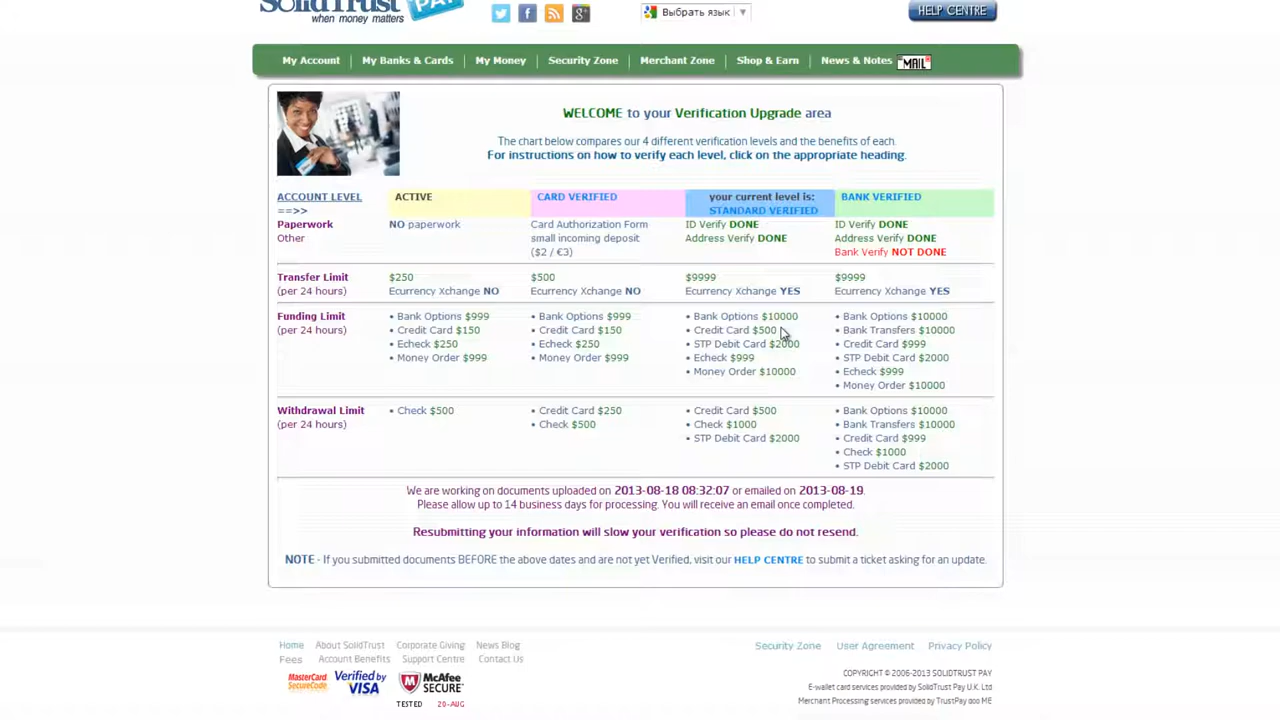 SolidTrust PAY
when money matters
Выбрать язык ▼
HELP CENTRE
My Account | My Banks & Cards | My Money | Security Zone | Merchant Zone | Shop & Earn | News & Notes MAIL
WELCOME to your Verification Upgrade area
The chart below compares our 4 different verification levels and the benefits of each.
For instructions on how to verify each level, click on the appropriate heading.
ACCOUNT LEVEL ACTIVE CARD VERIFIED your current level is: BANK VERIFIED
==>> STANDARD VERIFIED
Paperwork NO paperwork Card Authorization Form ID Verify DONE ID Verify DONE
Other small incoming deposit Address Verify DONE Address Verify DONE
($2 / €3) Bank Verify NOT DONE
Transfer Limit $250 $500 $9999 $9999
(per 24 hours) Ecurrency Xchange NO Ecurrency Xchange NO Ecurrency Xchange YES Ecurrency Xchange YES
Funding Limit • Bank Options $999 • Bank Options $999 • Bank Options $10000 • Bank Options $10000
(per 24 hours) • Credit Card $150 • Credit Card $150 • Credit Card $500 • Bank Transfers $10000
• Echeck $250 • Echeck $250 • STP Debit Card $2000 • Credit Card $999
• Money Order $999 • Money Order $999 • Echeck $999 • STP Debit Card $2000
• Money Order $10000 • Echeck $999
• Money Order $10000
Withdrawal Limit • Check $500 • Credit Card $250 • Credit Card $500 • Bank Options $10000
(per 24 hours) • Check $500 • Check $1000 • Bank Transfers $10000
• STP Debit Card $2000 • Credit Card $999
• Check $1000
• STP Debit Card $2000
We are working on documents uploaded on 2013-08-18 08:32:07 or emailed on 2013-08-19.
Please allow up to 14 business days for processing. You will receive an email once completed.
Resubmitting your information will slow your verification so please do not resend.
NOTE - If you submitted documents BEFORE the above dates and are not yet Verified, visit our HELP CENTRE to submit a ticket asking for an update.
Home About SolidTrust Corporate Giving News Blog Security Zone User Agreement Privacy Policy
Fees Account Benefits Support Centre Contact Us
MasterCard SecureCode Verified by VISA McAfee SECURE
TESTED 20-AUG
COPYRIGHT © 2006-2013 SOLIDTRUST PAY
E-wallet card services provided by SolidTrust Pay U.K. Ltd
Merchant Processing services provided by TrustPay doo ME